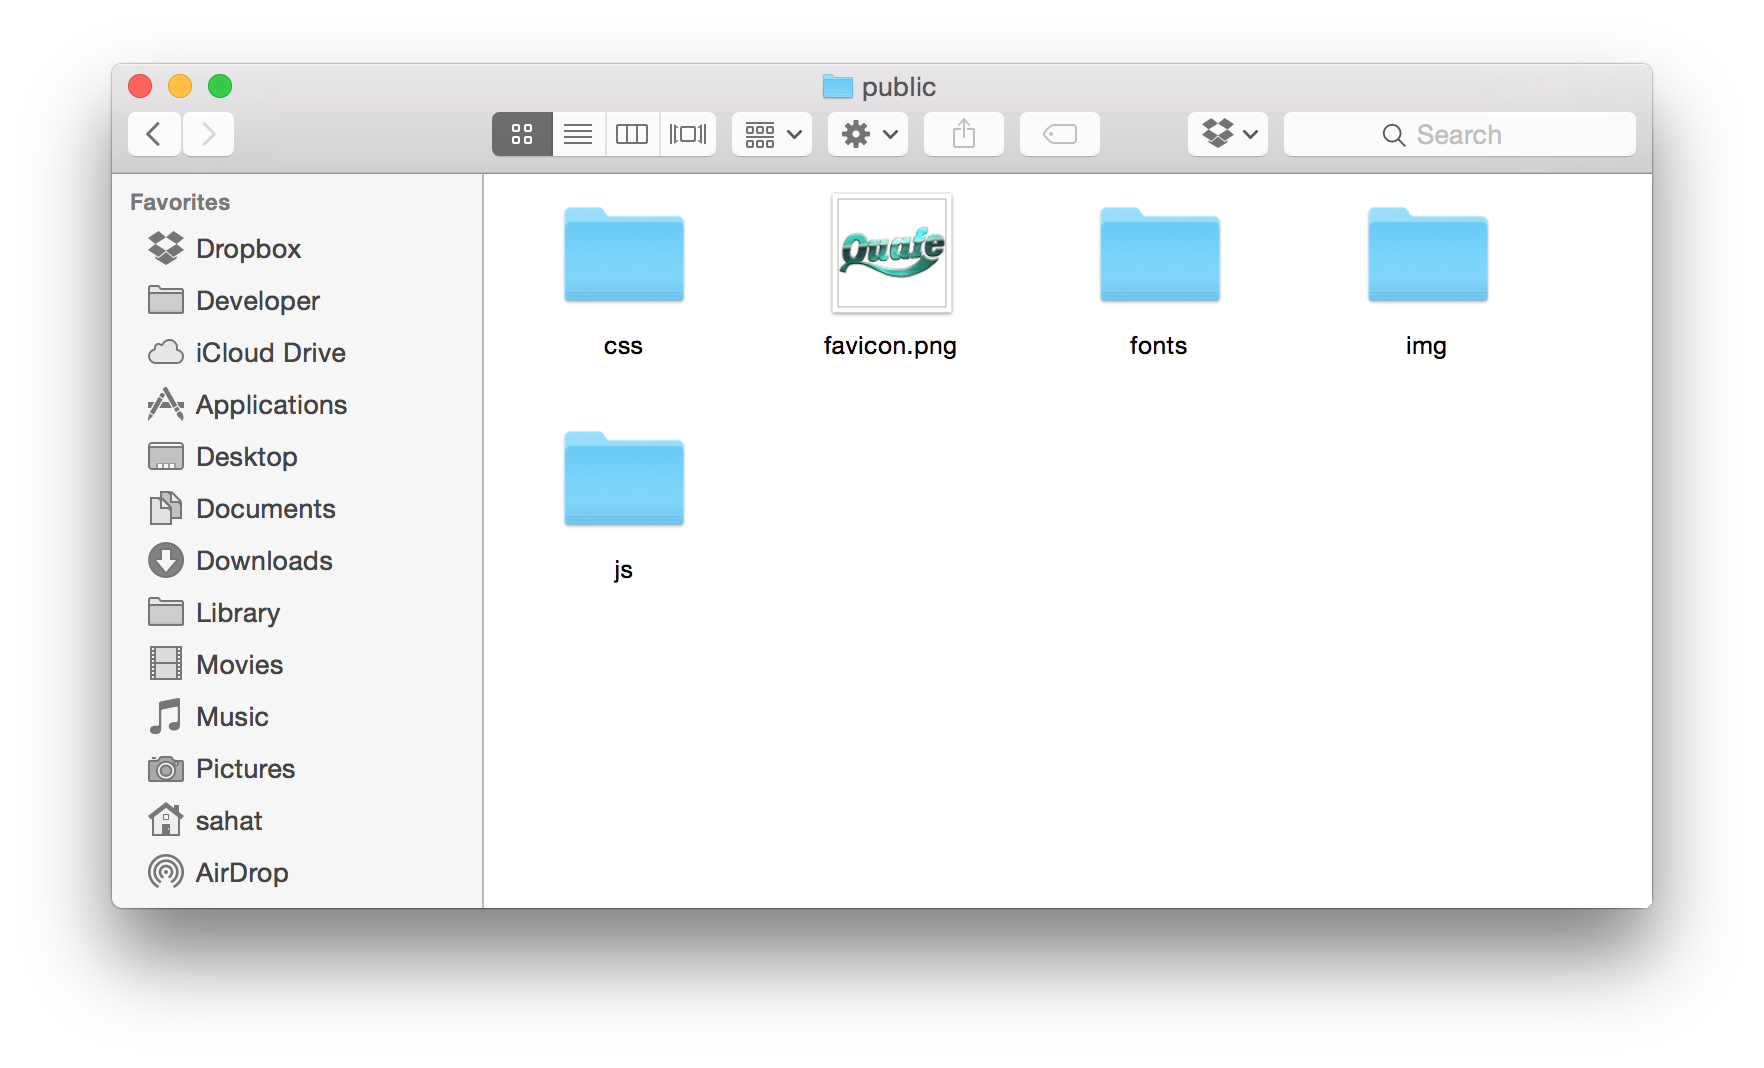 public
Search
Favorites
Dropbox
Developer
iCloud Drive
Applications
Desktop
Documents
Downloads
Library
Movies
Music
Pictures
sahat
AirDrop
Quafe
css
favicon.png
fonts
img
js